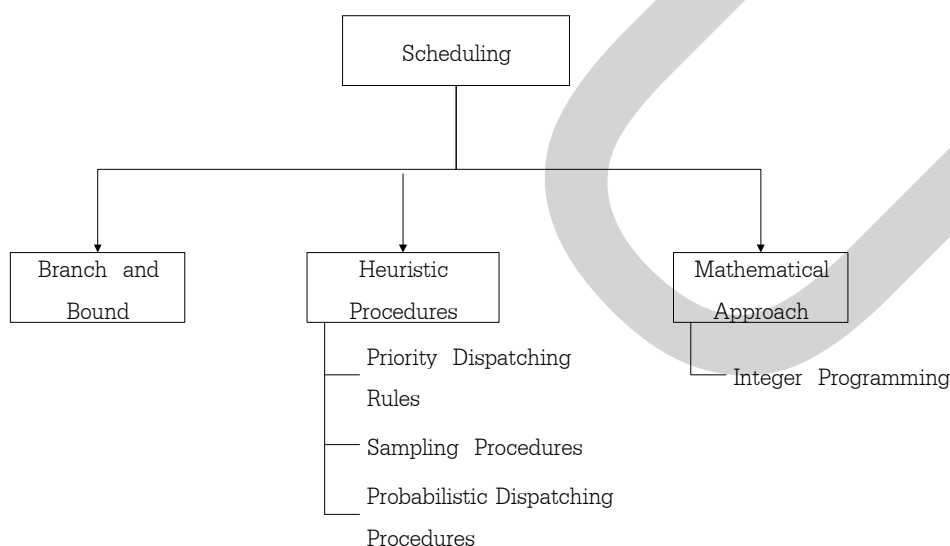 Scheduling
Branch and
Bound
Heuristic
Procedures
Mathematical
Approach
Priority Dispatching
Rules
Sampling Procedures
Probabilistic Dispatching
Procedures
Integer Programming